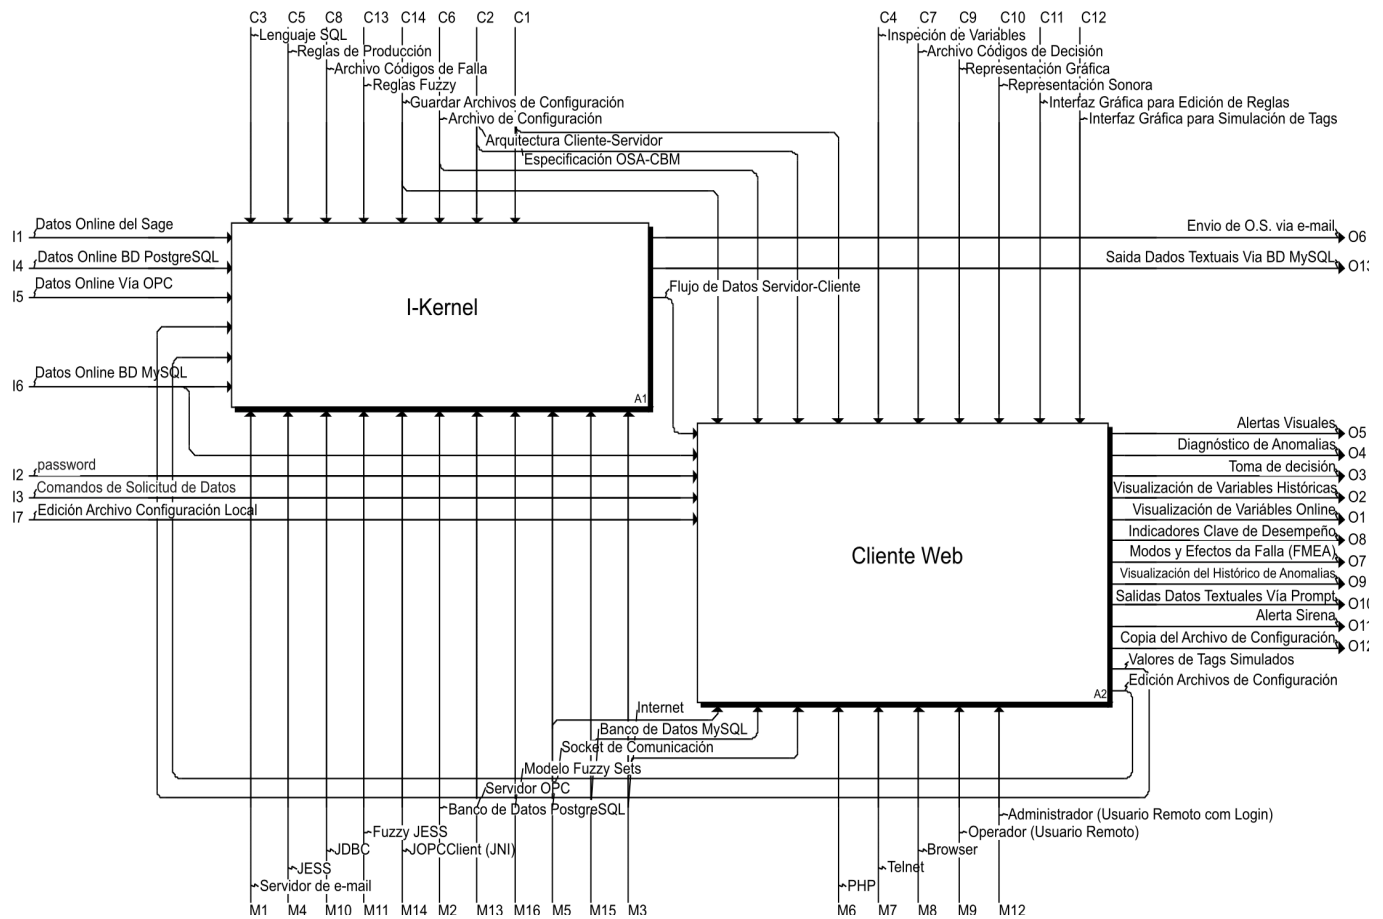 C3 C5 C8 C13 C14 C6 C2 C1 C4 C7 C9 C10 C11 C12
Lenguaje SQL
Reglas de Producción
Archivo Códigos de Falla
Reglas Fuzzy
Guardar Archivos de Configuración
Archivo de Configuración
Arquitectura Cliente-Servidor
Especificación OSA-CBM
Inspeción de Variables
Archivo Códigos de Decisión
Representación Gráfica
Representación Sonora
Interfaz Gráfica para Edición de Reglas
Interfaz Gráfica para Simulación de Tags
I1 Datos Online del Sage
I4 Datos Online BD PostgreSQL
I5 Datos Online Vía OPC
I6 Datos Online BD MySQL
I-Kernel
A1
Envio de O.S. via e-mail O6
Saida Dados Textuais Via BD MySQL O13
Flujo de Datos Servidor-Cliente
I2 password
I3 Comandos de Solicitud de Datos
I7 Edición Archivo Configuración Local
Cliente Web
A2
Alertas Visuales O5
Diagnóstico de Anomalias O4
Toma de decisión O3
Visualización de Variables Históricas O2
Visualización de Variábles Online O1
Indicadores Clave de Desempeño O8
Modos y Efectos da Falla (FMEA) O7
Visualización del Histórico de Anomalias O9
Salidas Datos Textuales Vía Prompt O10
Alerta Sirena O11
Copia del Archivo de Configuración O12
Valores de Tags Simulados
Edición Archivos de Configuración
Internet
Banco de Datos MySQL
Socket de Comunicación
Modelo Fuzzy Sets
Servidor OPC
Banco de Datos PostgreSQL
Fuzzy JESS
JDBC
JOPCClient (JNI)
JESS
Servidor de e-mail
Administrador (Usuario Remoto com Login)
Operador (Usuario Remoto)
Browser
Telnet
PHP
M1 M4 M10 M11 M14 M2 M13 M16 M5 M15 M3 M6 M7 M8 M9 M12